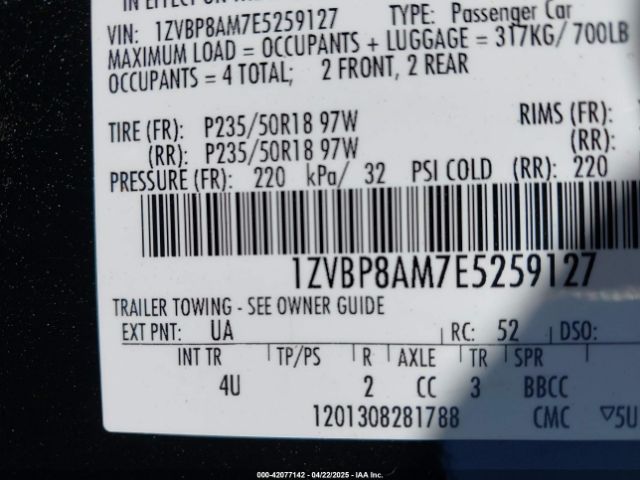 VIN: 1ZVBP8AM7E5259127 TYPE: Passenger Car
MAXIMUM LOAD = OCCUPANTS + LUGGAGE = 317KG/ 700LB
OCCUPANTS = 4 TOTAL; 2 FRONT, 2 REAR
TIRE (FR): P235/50R18 97W RIMS (FR):
(RR): P235/50R18 97W (RR):
PRESSURE (FR): 220 kPa/ 32 PSI COLD (RR): 220
1ZVBP8AM7E5259127
TRAILER TOWING - SEE OWNER GUIDE
EXT PNT: UA RC: 52 DSO:
INT TR TP/PS R AXLE TR SPR
4U 2 CC 3 BBCC
1201308281788 CMC ▽5U
000-42077142 - 04/22/2025 - IAA Inc.